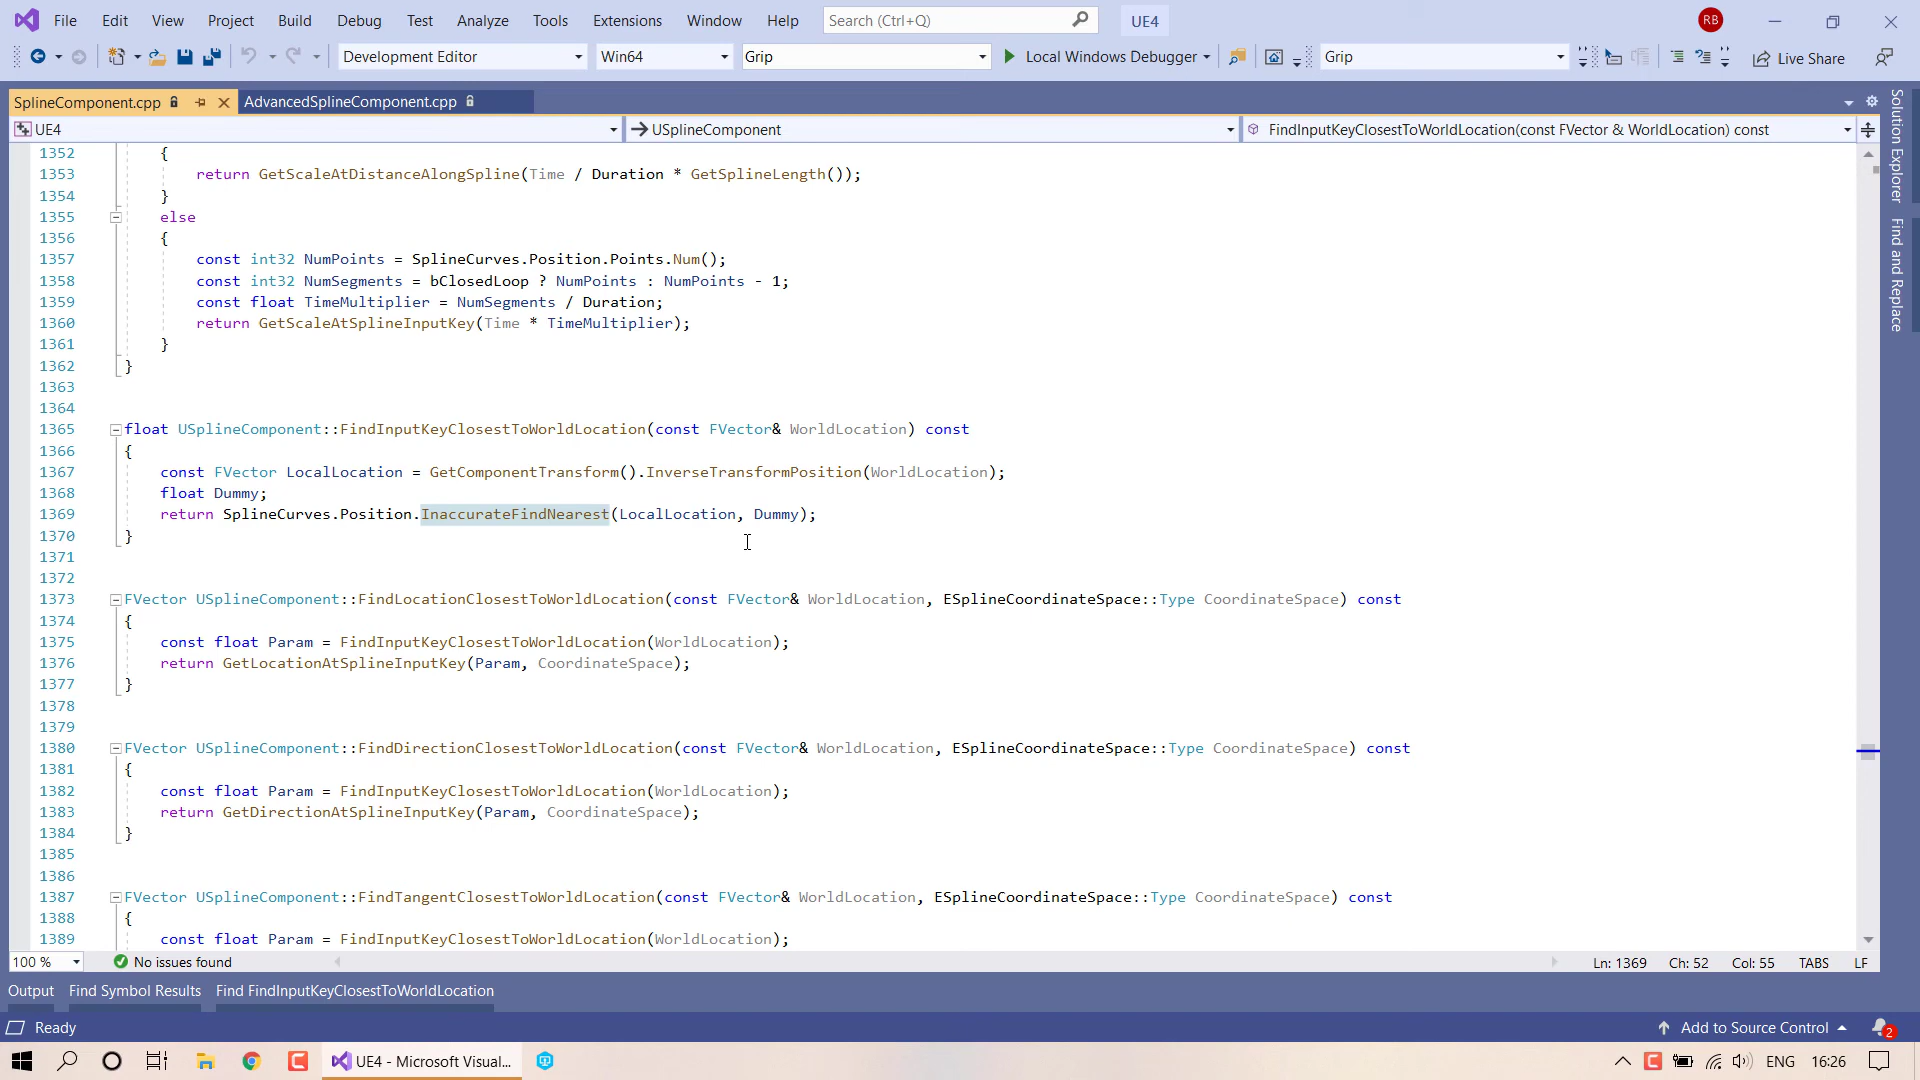 File Edit View Project Build Debug Test Analyze Tools Extensions Window Help Search (Ctrl+Q) UE4 RB
Development Editor Win64 Grip Local Windows Debugger Grip Live Share
SplineComponent.cpp AdvancedSplineComponent.cpp
UE4 USplineComponent FindInputKeyClosestToWorldLocation(const FVector & WorldLocation) const
Solution Explorer
Find and Replace
1352 {
1353 return GetScaleAtDistanceAlongSpline(Time / Duration * GetSplineLength());
1354 }
1355 else
1356 {
1357 const int32 NumPoints = SplineCurves.Position.Points.Num();
1358 const int32 NumSegments = bClosedLoop ? NumPoints : NumPoints - 1;
1359 const float TimeMultiplier = NumSegments / Duration;
1360 return GetScaleAtSplineInputKey(Time * TimeMultiplier);
1361 }
1362 }
1363
1364
1365 float USplineComponent::FindInputKeyClosestToWorldLocation(const FVector& WorldLocation) const
1366 {
1367 const FVector LocalLocation = GetComponentTransform().InverseTransformPosition(WorldLocation);
1368 float Dummy;
1369 return SplineCurves.Position.InaccurateFindNearest(LocalLocation, Dummy);
1370 }
1371
1372
1373 FVector USplineComponent::FindLocationClosestToWorldLocation(const FVector& WorldLocation, ESplineCoordinateSpace::Type CoordinateSpace) const
1374 {
1375 const float Param = FindInputKeyClosestToWorldLocation(WorldLocation);
1376 return GetLocationAtSplineInputKey(Param, CoordinateSpace);
1377 }
1378
1379
1380 FVector USplineComponent::FindDirectionClosestToWorldLocation(const FVector& WorldLocation, ESplineCoordinateSpace::Type CoordinateSpace) const
1381 {
1382 const float Param = FindInputKeyClosestToWorldLocation(WorldLocation);
1383 return GetDirectionAtSplineInputKey(Param, CoordinateSpace);
1384 }
1385
1386
1387 FVector USplineComponent::FindTangentClosestToWorldLocation(const FVector& WorldLocation, ESplineCoordinateSpace::Type CoordinateSpace) const
1388 {
1389 const float Param = FindInputKeyClosestToWorldLocation(WorldLocation);
100 % No issues found Ln: 1369 Ch: 52 Col: 55 TABS LF
Output Find Symbol Results Find FindInputKeyClosestToWorldLocation
Ready Add to Source Control 2
UE4 - Microsoft Visual... ENG 16:26